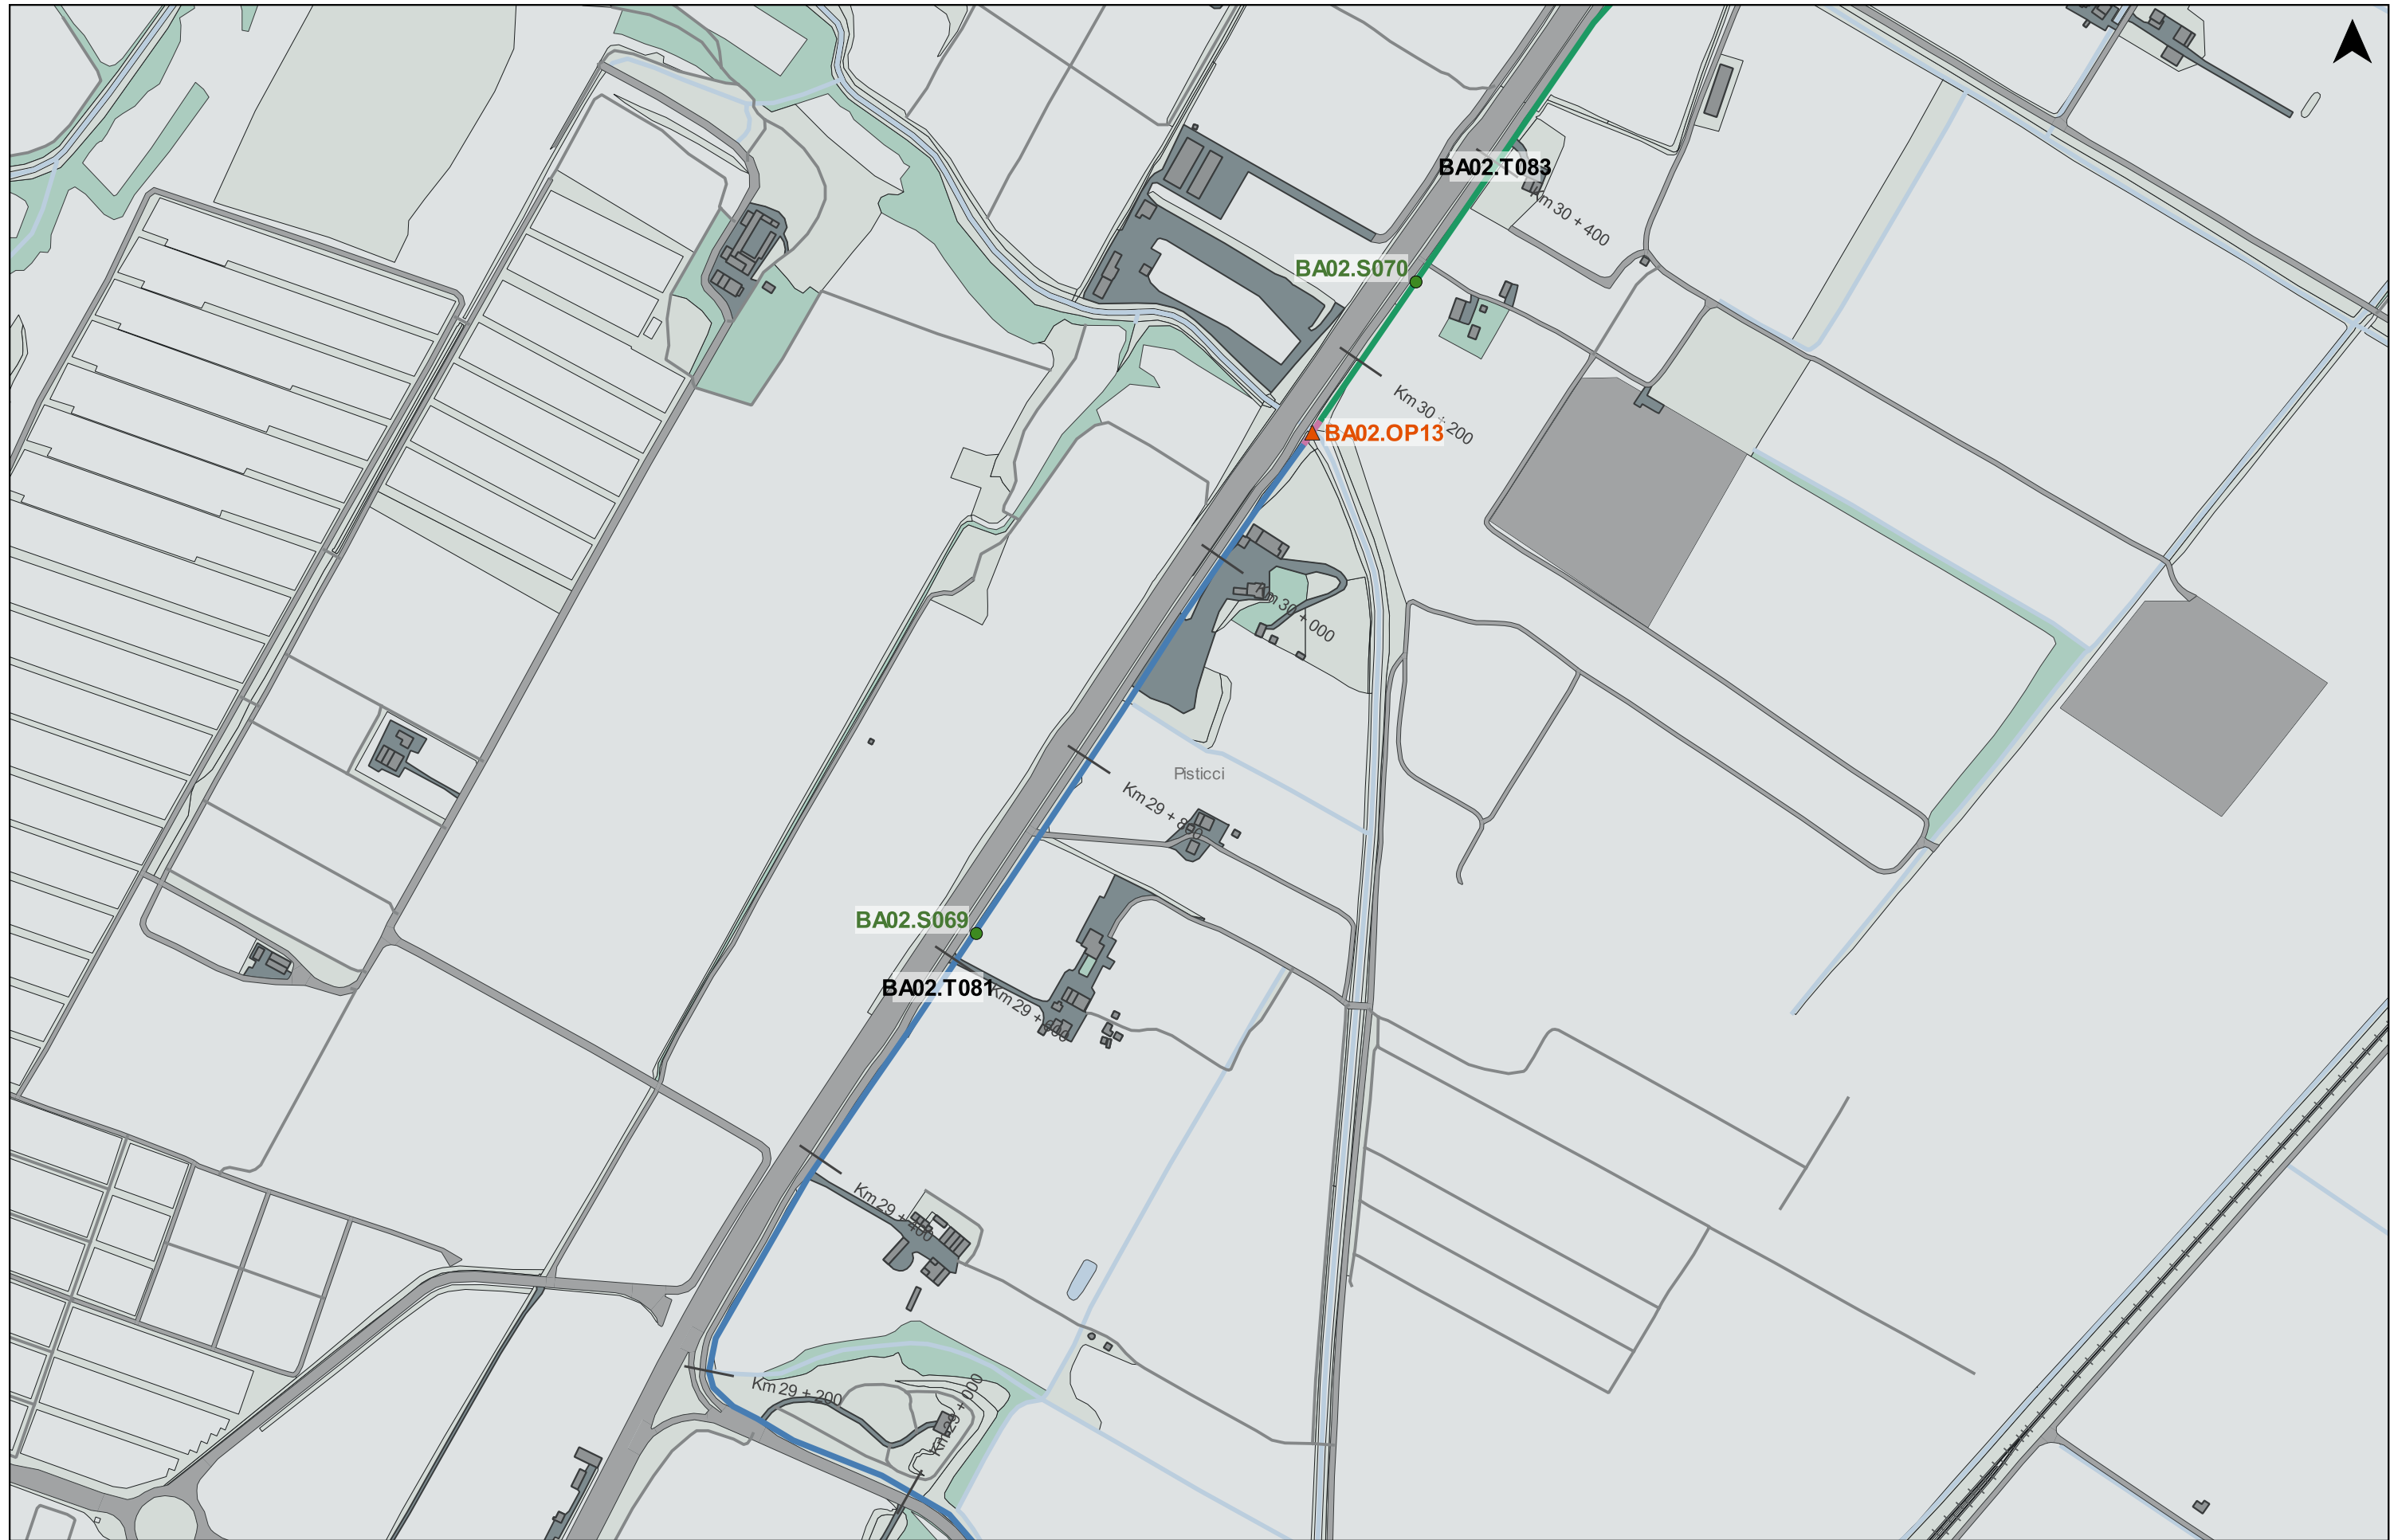 BA02.T083
Km 30 + 400
BA02.S070
Km 30 + 200
BA02.OP13
Km 30 + 000
Pisticci
Km 29 + 800
BA02.S069
BA02.T081
Km 29 + 600
Km 29 + 400
Km 29 + 200
Km 29 + 000